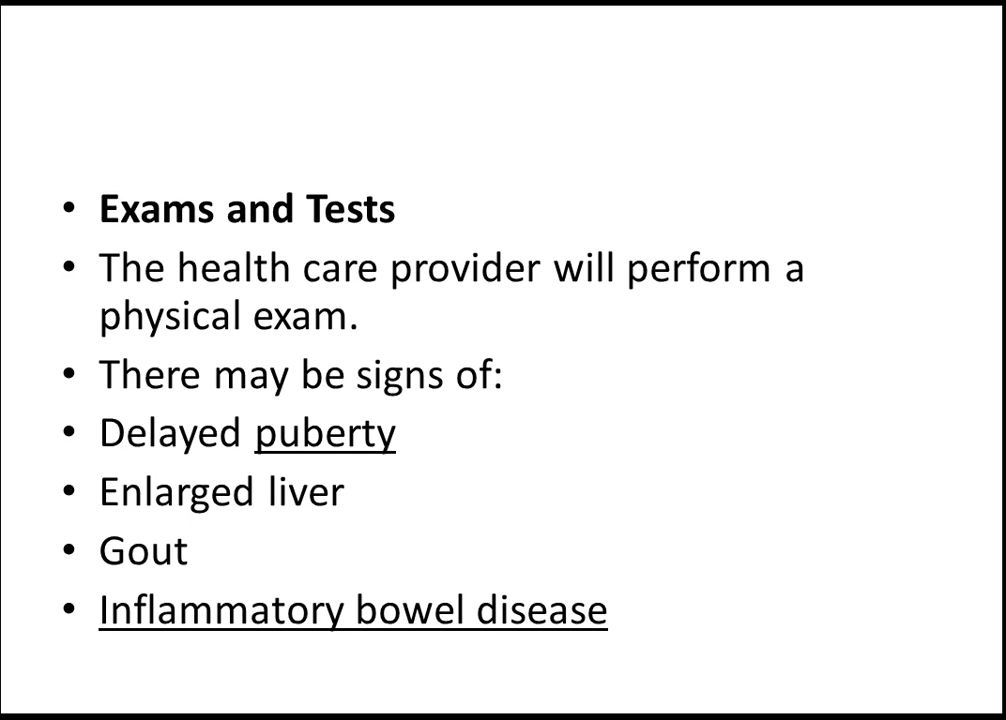 • Exams and Tests
• The health care provider will perform a
physical exam.
• There may be signs of:
• Delayed puberty
• Enlarged liver
• Gout
• Inflammatory bowel disease